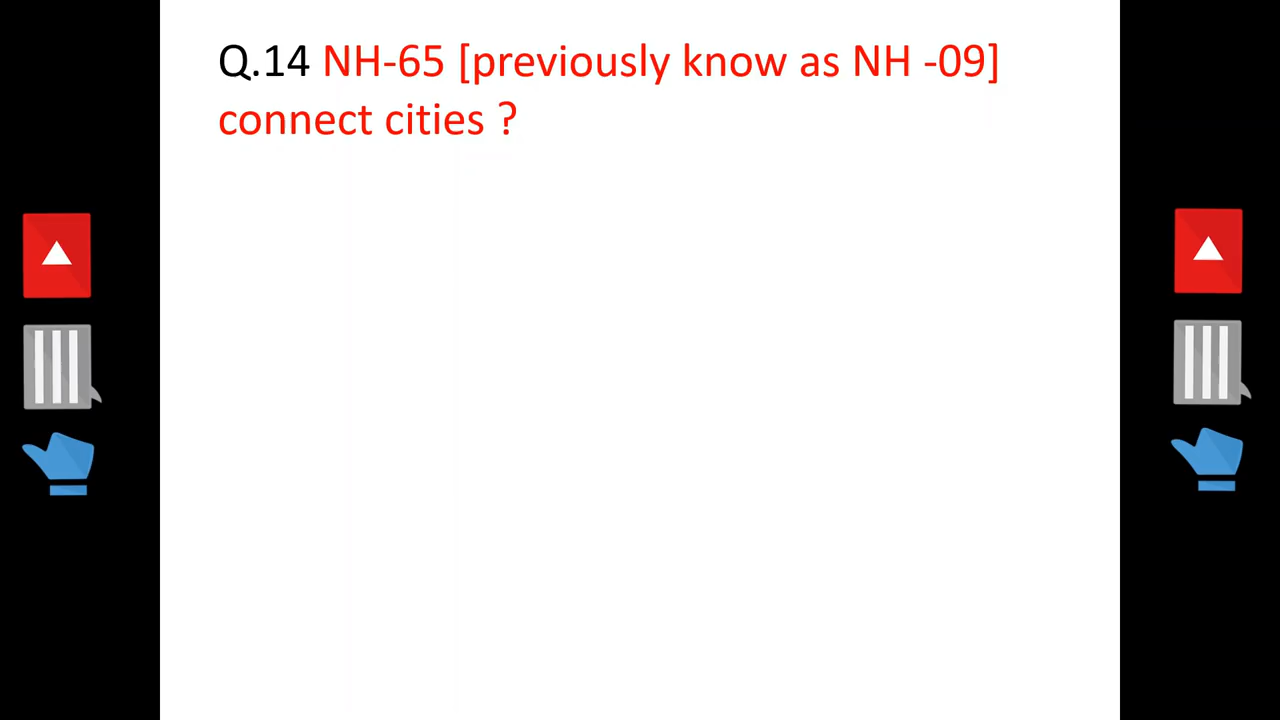 Q.14 NH-65 [previously know as NH -09]
connect cities ?